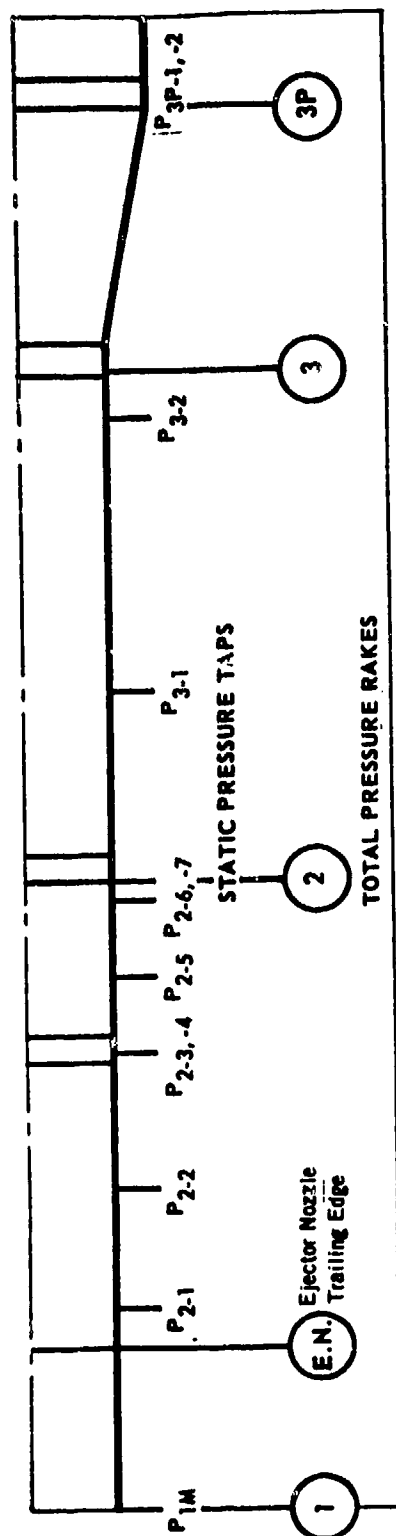 P1M P2-1 P2-2 P2-3, -4 P2-5 P2-6, -7 P3-1 P3-2 P3P-1, -2
STATIC PRESSURE TAPS
Ejector Nozzle
Trailing Edge
1 E.N. 2 3 3P
TOTAL PRESSURE RAKES